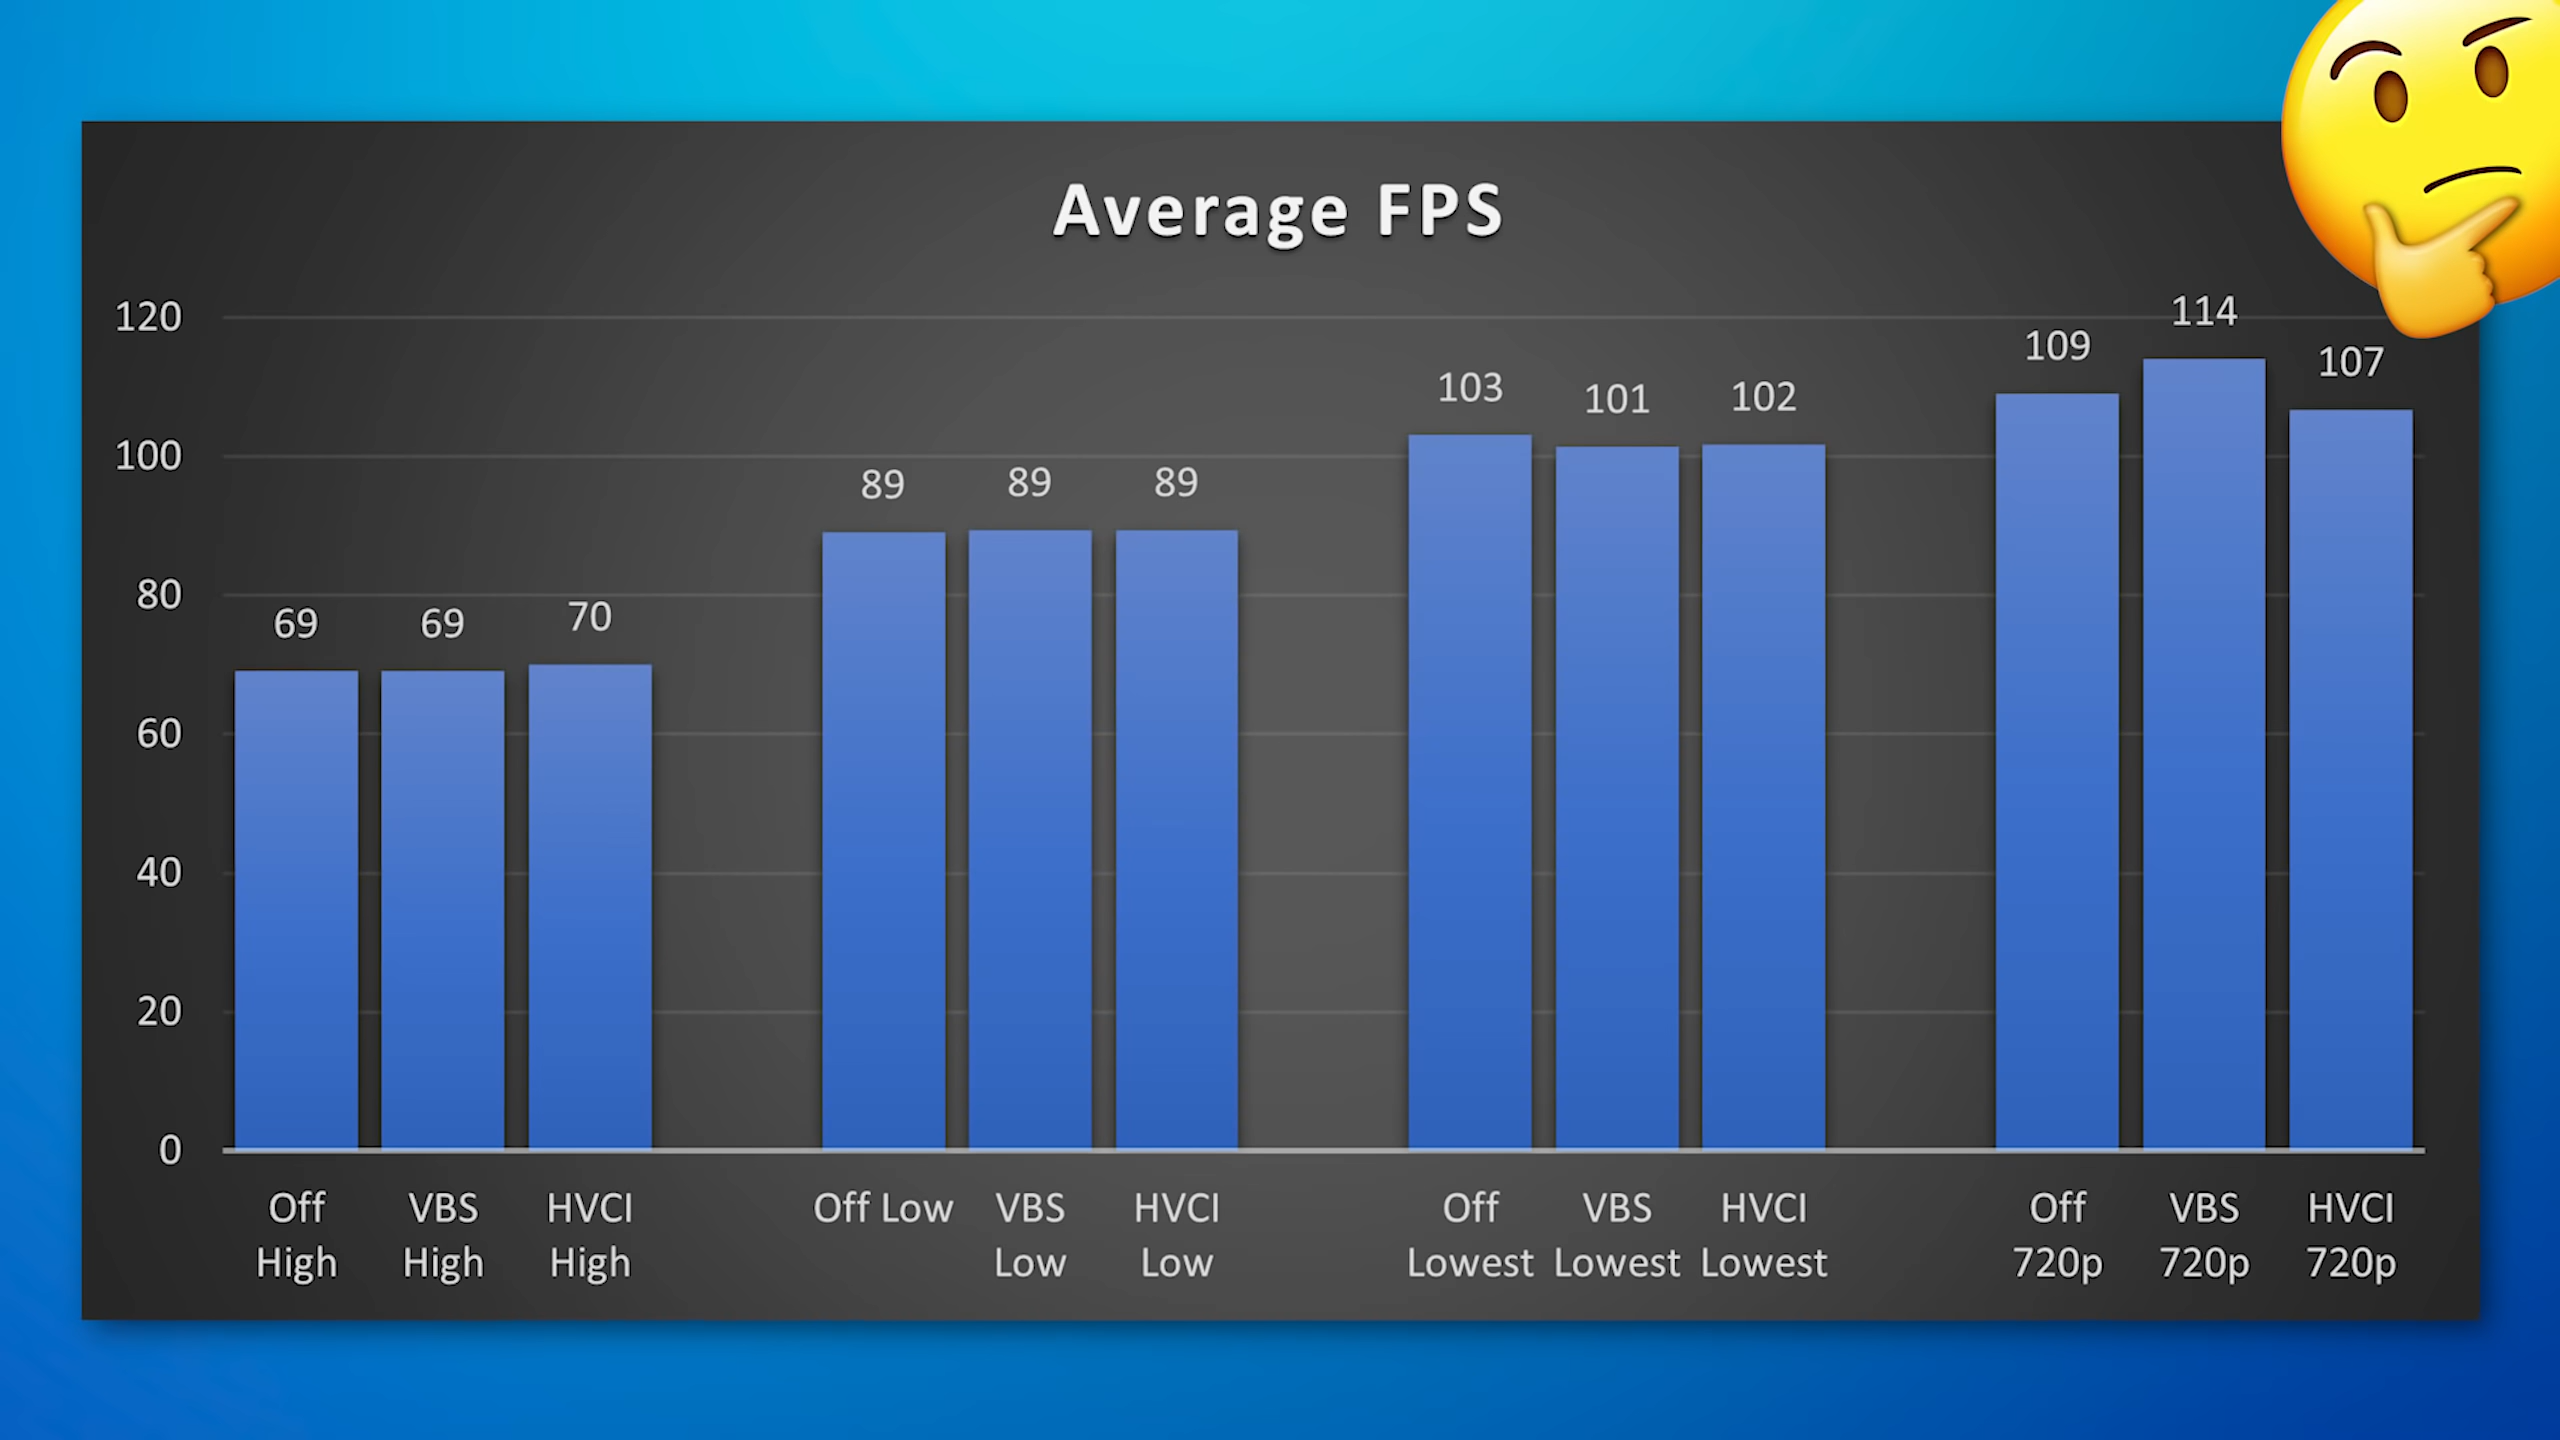 Average FPS
120
100
80
60
40
20
0
69
69
70
89
89
89
103
101
102
109
114
107
Off High
VBS High
HVCI High
Off Low
VBS Low
HVCI Low
Off Lowest
VBS Lowest
HVCI Lowest
Off 720p
VBS 720p
HVCI 720p